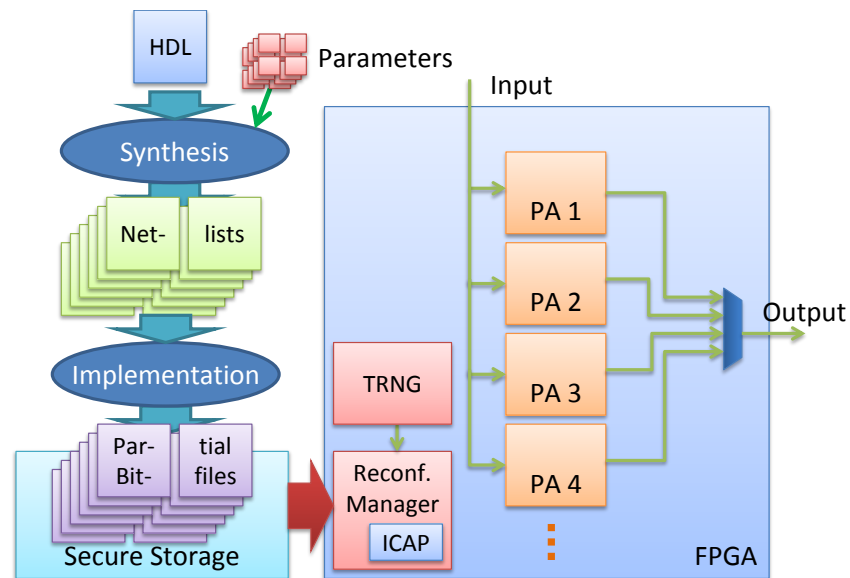 HDL
Parameters
Synthesis
Net-
lists
Implementation
Par-
Bit-
tial
files
Secure Storage
Input
PA 1
PA 2
PA 3
PA 4
Output
TRNG
Reconf.
Manager
ICAP
FPGA